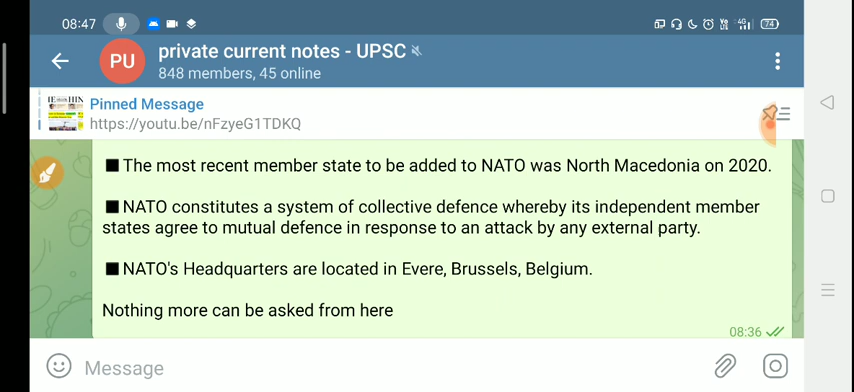 08:47 4G 74
PU private current notes - UPSC
848 members, 45 online
Pinned Message
https://youtu.be/nFzyeG1TDKQ
■ The most recent member state to be added to NATO was North Macedonia on 2020.
■ NATO constitutes a system of collective defence whereby its independent member
states agree to mutual defence in response to an attack by any external party.
■ NATO's Headquarters are located in Evere, Brussels, Belgium.
Nothing more can be asked from here
08:36
Message